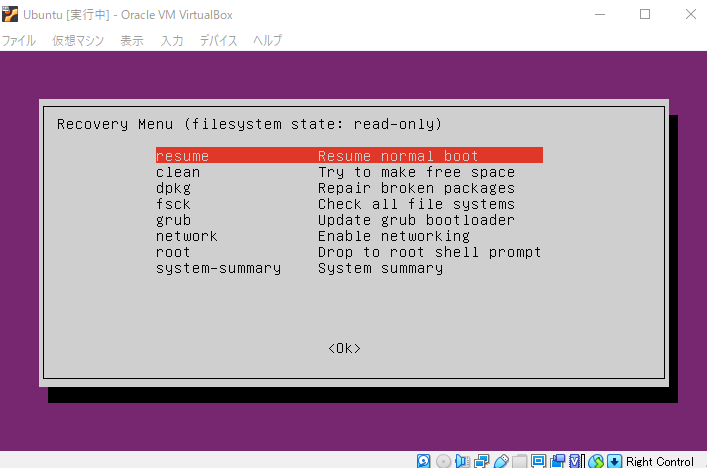 Ubuntu [実行中] - Oracle VM VirtualBox
ファイル 仮想マシン 表示 入力 デバイス ヘルプ
Recovery Menu (filesystem state: read-only)
resume Resume normal boot
clean Try to make free space
dpkg Repair broken packages
fsck Check all file systems
grub Update grub bootloader
network Enable networking
root Drop to root shell prompt
system-summary System summary
<Ok>
Right Control